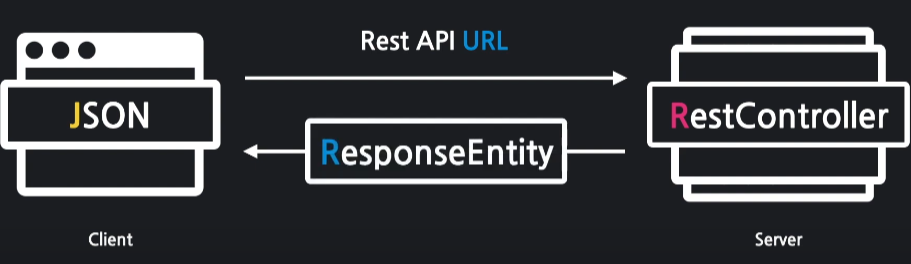 Rest API URL
JSON
RestController
ResponseEntity
Client
Server